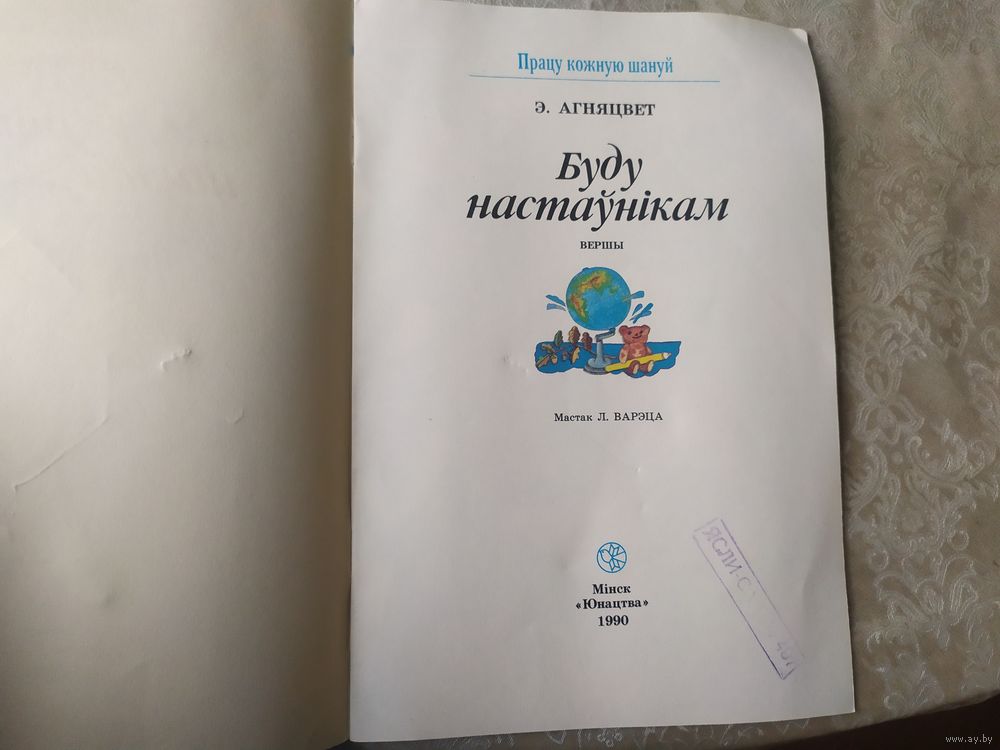 Працу кожную шануй
Э. АГНЯЦВЕТ
Буду
настаўнікам
ВЕРШЫ
Мастак Л. ВАРЭЦА
Мінск
«Юнацтва»
1990
www.ay.by